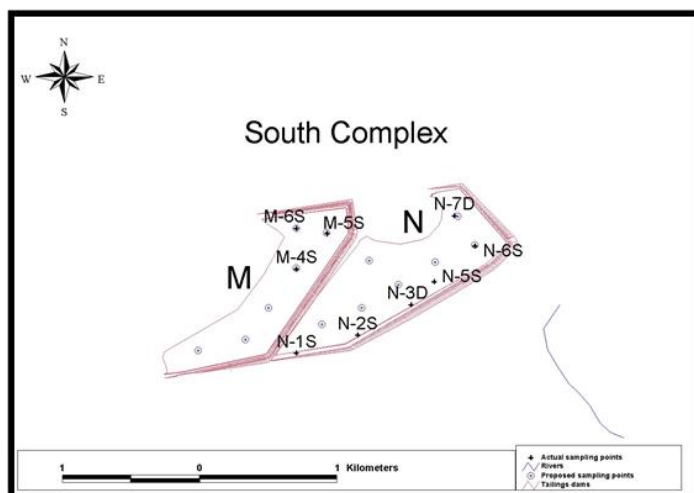 N
W E
S
South Complex
M-6S
M-5S
N-7D
N
M-4S
M
N-6S
N-5S
N-3D
N-2S
N-1S
1 0 1 Kilometers
Actual sampling points
Rivers
Proposed sampling points
Tailings dams